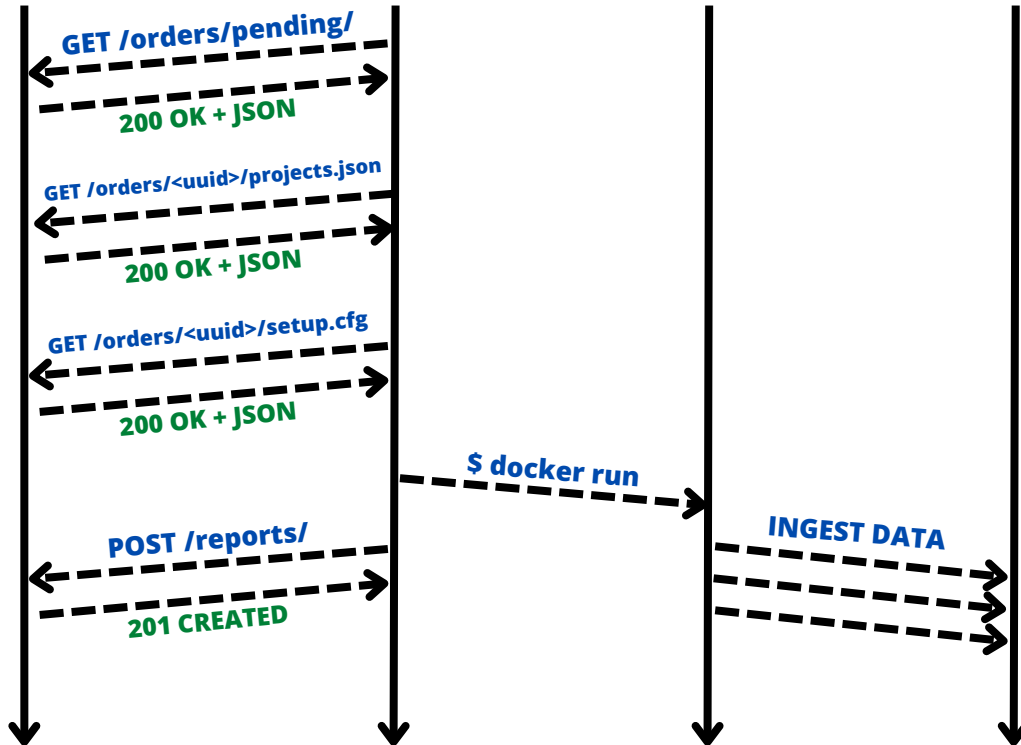 GET /orders/pending/
200 OK + JSON
GET /orders/<uuid>/projects.json
200 OK + JSON
GET /orders/<uuid>/setup.cfg
200 OK + JSON
$ docker run
INGEST DATA
POST /reports/
201 CREATED